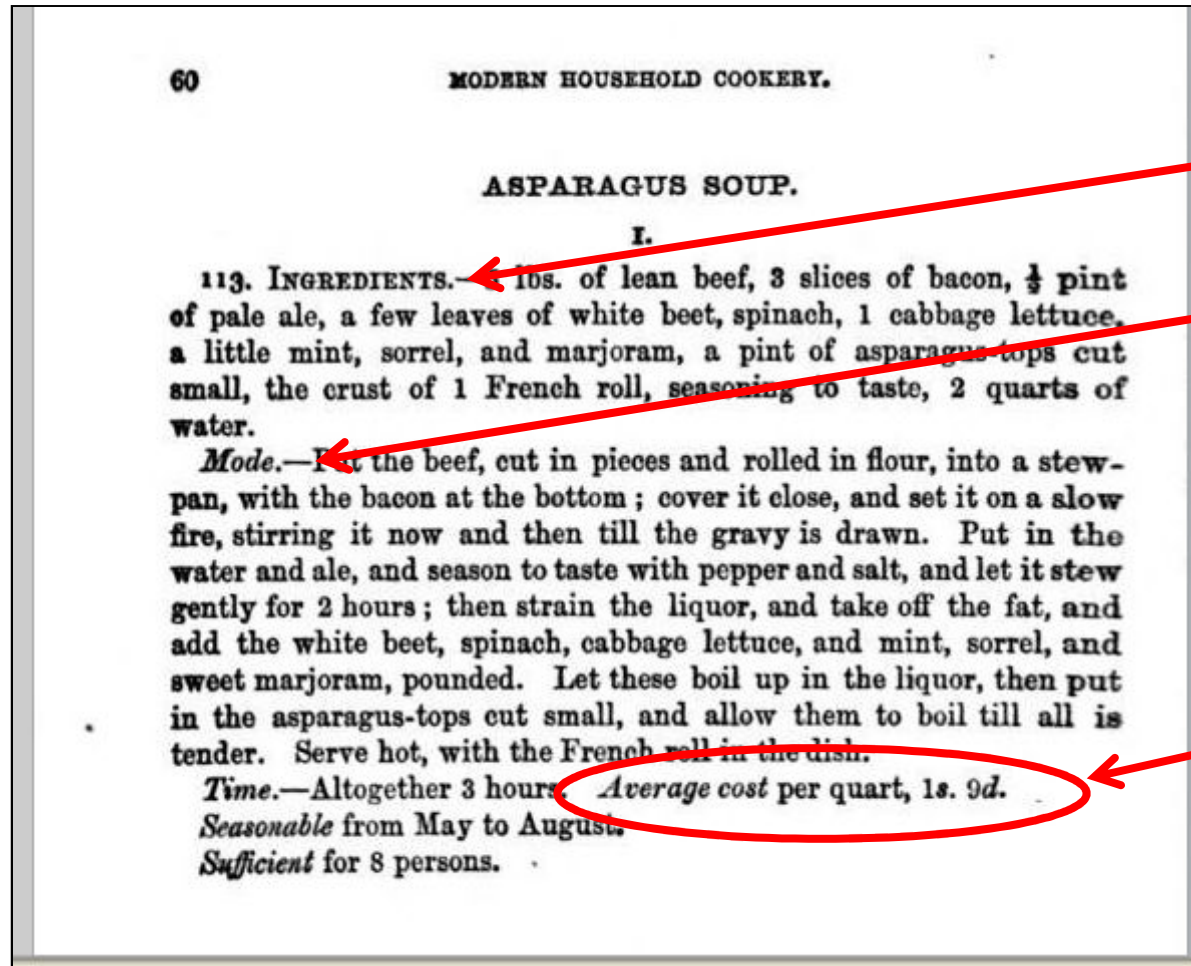 60 MODERN HOUSEHOLD COOKERY.
ASPARAGUS SOUP.
I.
113. INGREDIENTS.— lbs. of lean beef, 3 slices of bacon, ½ pint
of pale ale, a few leaves of white beet, spinach, 1 cabbage lettuce,
a little mint, sorrel, and marjoram, a pint of asparagus-tops cut
small, the crust of 1 French roll, seasoning to taste, 2 quarts of
water.
Mode.—Put the beef, cut in pieces and rolled in flour, into a stew-
pan, with the bacon at the bottom ; cover it close, and set it on a slow
fire, stirring it now and then till the gravy is drawn. Put in the
water and ale, and season to taste with pepper and salt, and let it stew
gently for 2 hours ; then strain the liquor, and take off the fat, and
add the white beet, spinach, cabbage lettuce, and mint, sorrel, and
sweet marjoram, pounded. Let these boil up in the liquor, then put
in the asparagus-tops cut small, and allow them to boil till all is
tender. Serve hot, with the French roll in the dish.
Time.—Altogether 3 hours. Average cost per quart, 1s. 9d.
Seasonable from May to August.
Sufficient for 8 persons.